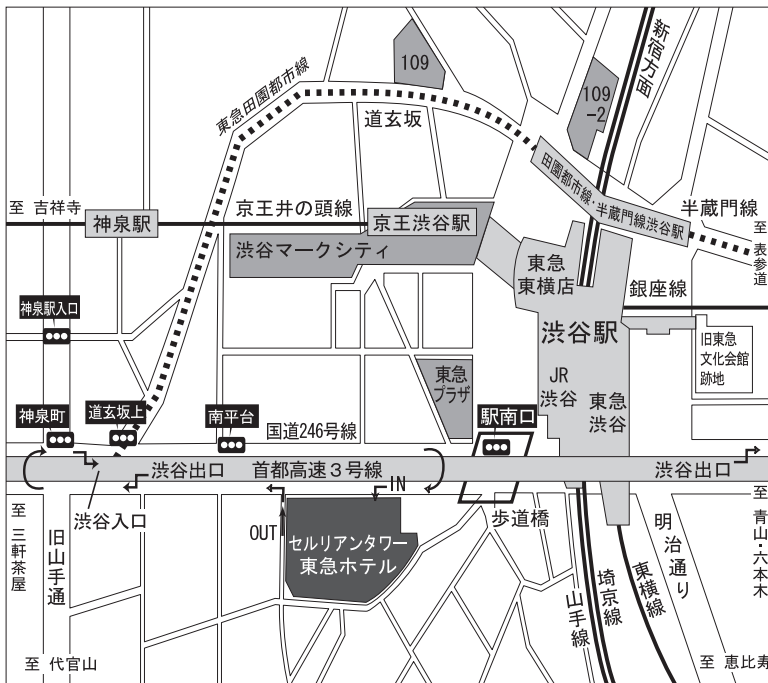 109
新宿方面
109
-2
東急田園都市線
道玄坂
田園都市線・半蔵門線渋谷駅
半蔵門線
至 表参道
至 吉祥寺
神泉駅
京王井の頭線
京王渋谷駅
渋谷マークシティ
東急
東横店
銀座線
神泉駅入口
渋谷駅
旧東急
文化会館
跡地
東急
プラザ
JR
渋谷
東急
渋谷
神泉町
道玄坂上
南平台
国道246号線
駅南口
渋谷出口
首都高速3号線
渋谷出口
IN
渋谷入口
OUT
セルリアンタワー
東急ホテル
歩道橋
至 三軒茶屋
旧山手通
明治通り
至 青山・六本木
山手線
埼京線
東横線
至 代官山
至 恵比寿